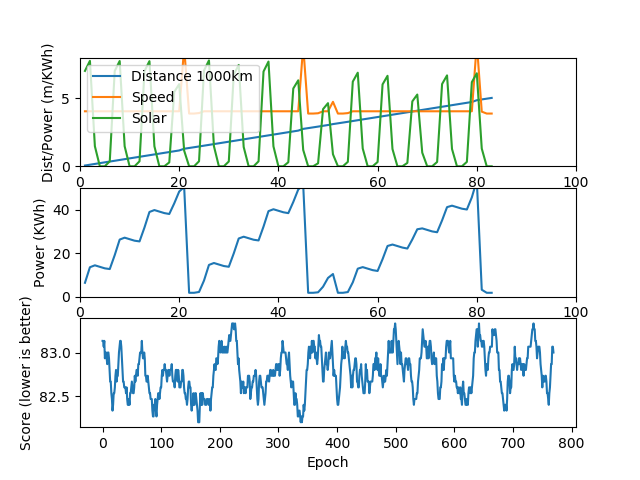 Dist/Power (m/KWh)
5
0
Distance 1000km
Speed
Solar
0 20 40 60 80 100
Power (KWh)
40
20
0
0 20 40 60 80 100
Score (lower is better)
83.0
82.5
0 100 200 300 400 500 600 700 800
Epoch